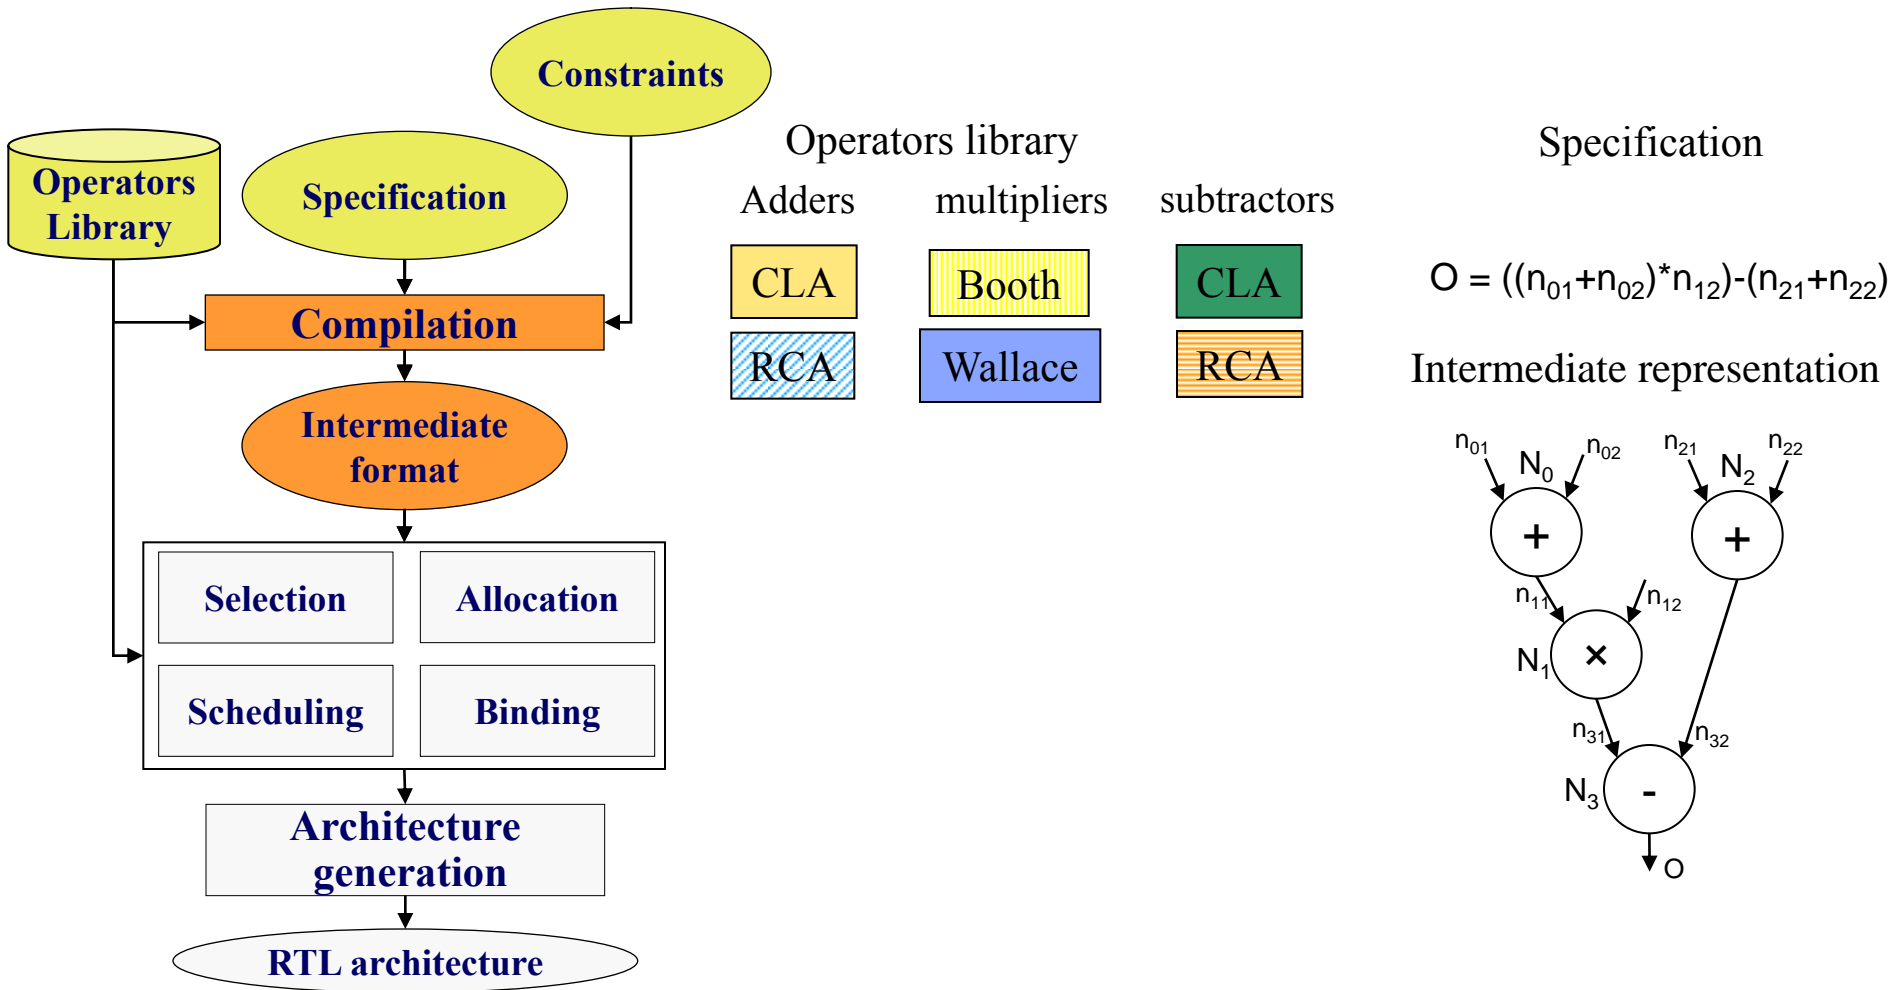 Constraints
Operators
Library
Specification
Compilation
Intermediate
format
Selection
Allocation
Scheduling
Binding
Architecture
generation
RTL architecture
Operators library
Adders multipliers subtractors
CLA Booth CLA
RCA Wallace RCA
Specification
O = ((n01+n02)*n12)-(n21+n22)
Intermediate representation
n01 N0 n02 n21 N2 n22
+ +
n11 n12
N1 ×
n31 n32
N3 -
O